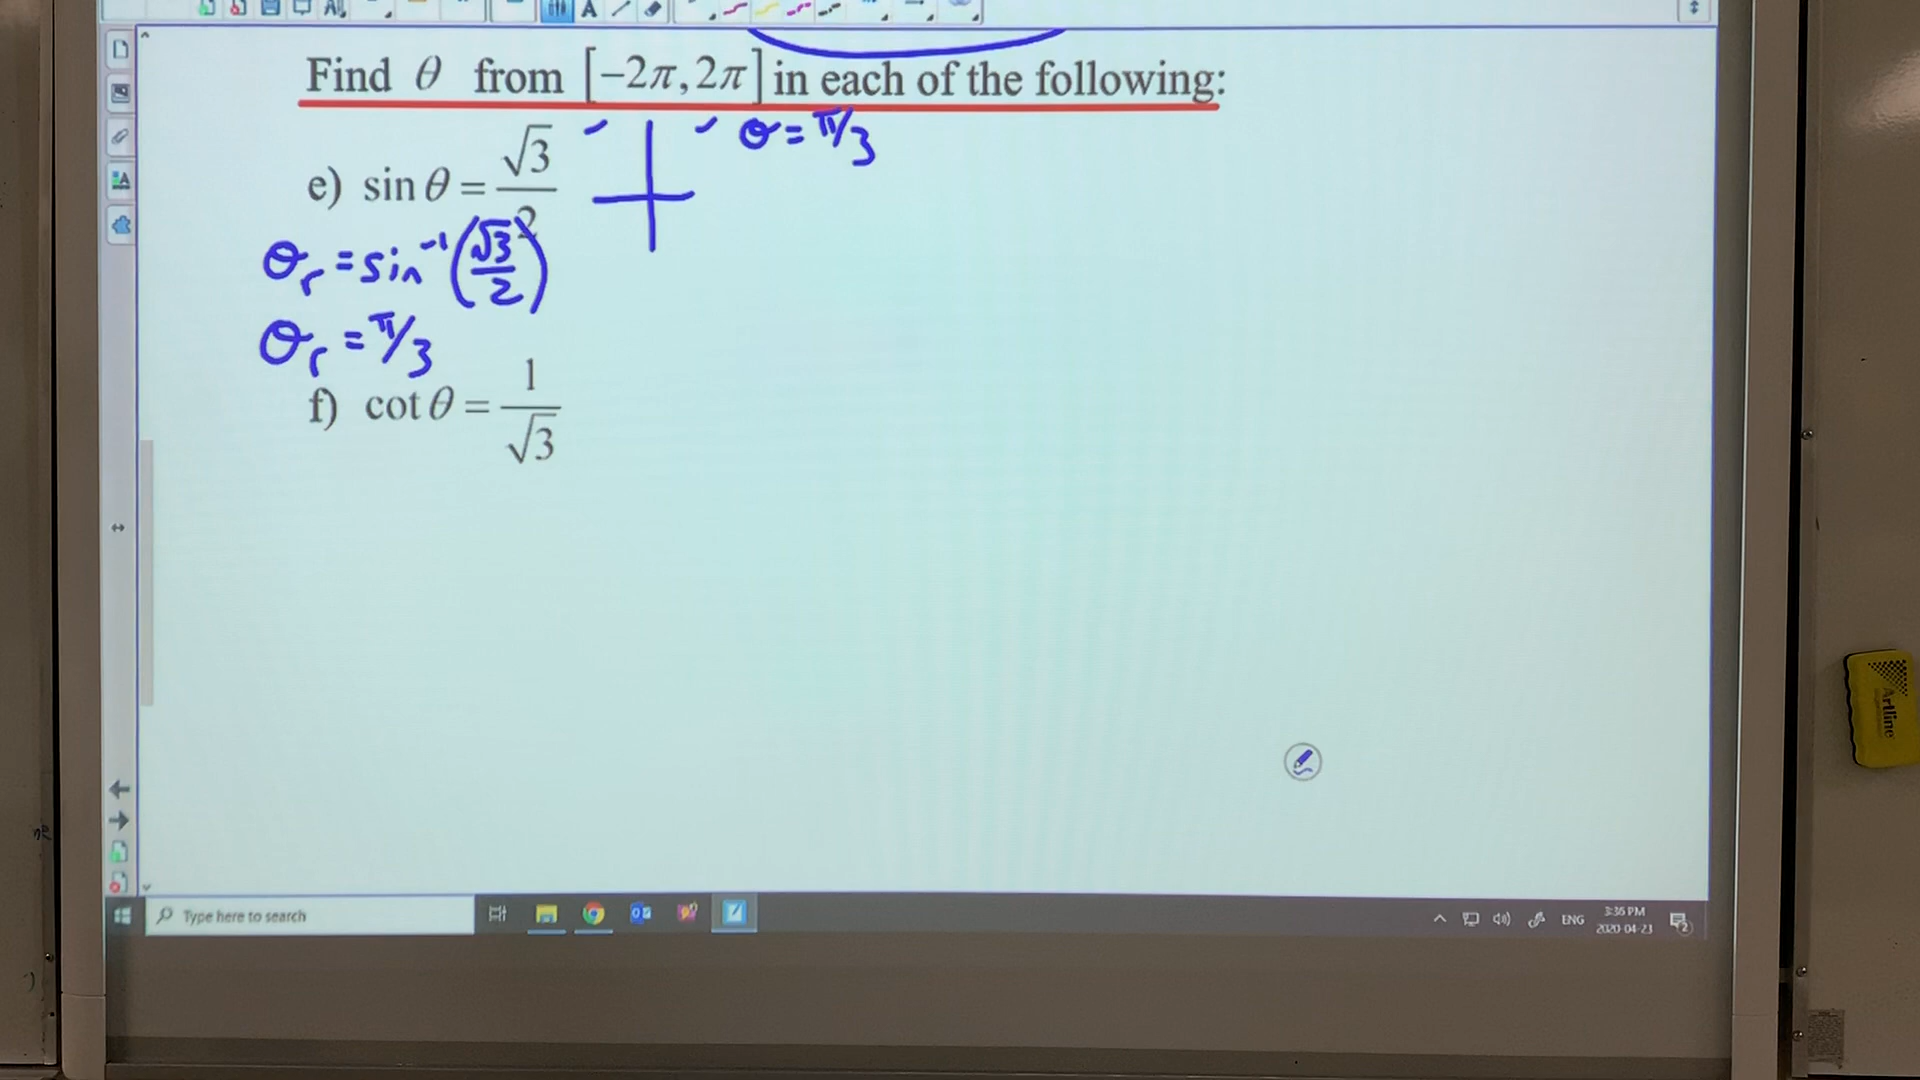 Find θ from [−2π, 2π] in each of the following:
θ = π/3
e) sin θ = √3/2
θr = sin⁻¹(√3/2)
θr = π/3
f) cot θ = 1/√3
Artline
Type here to search
ENG
3:36 PM
2020-04-23
2